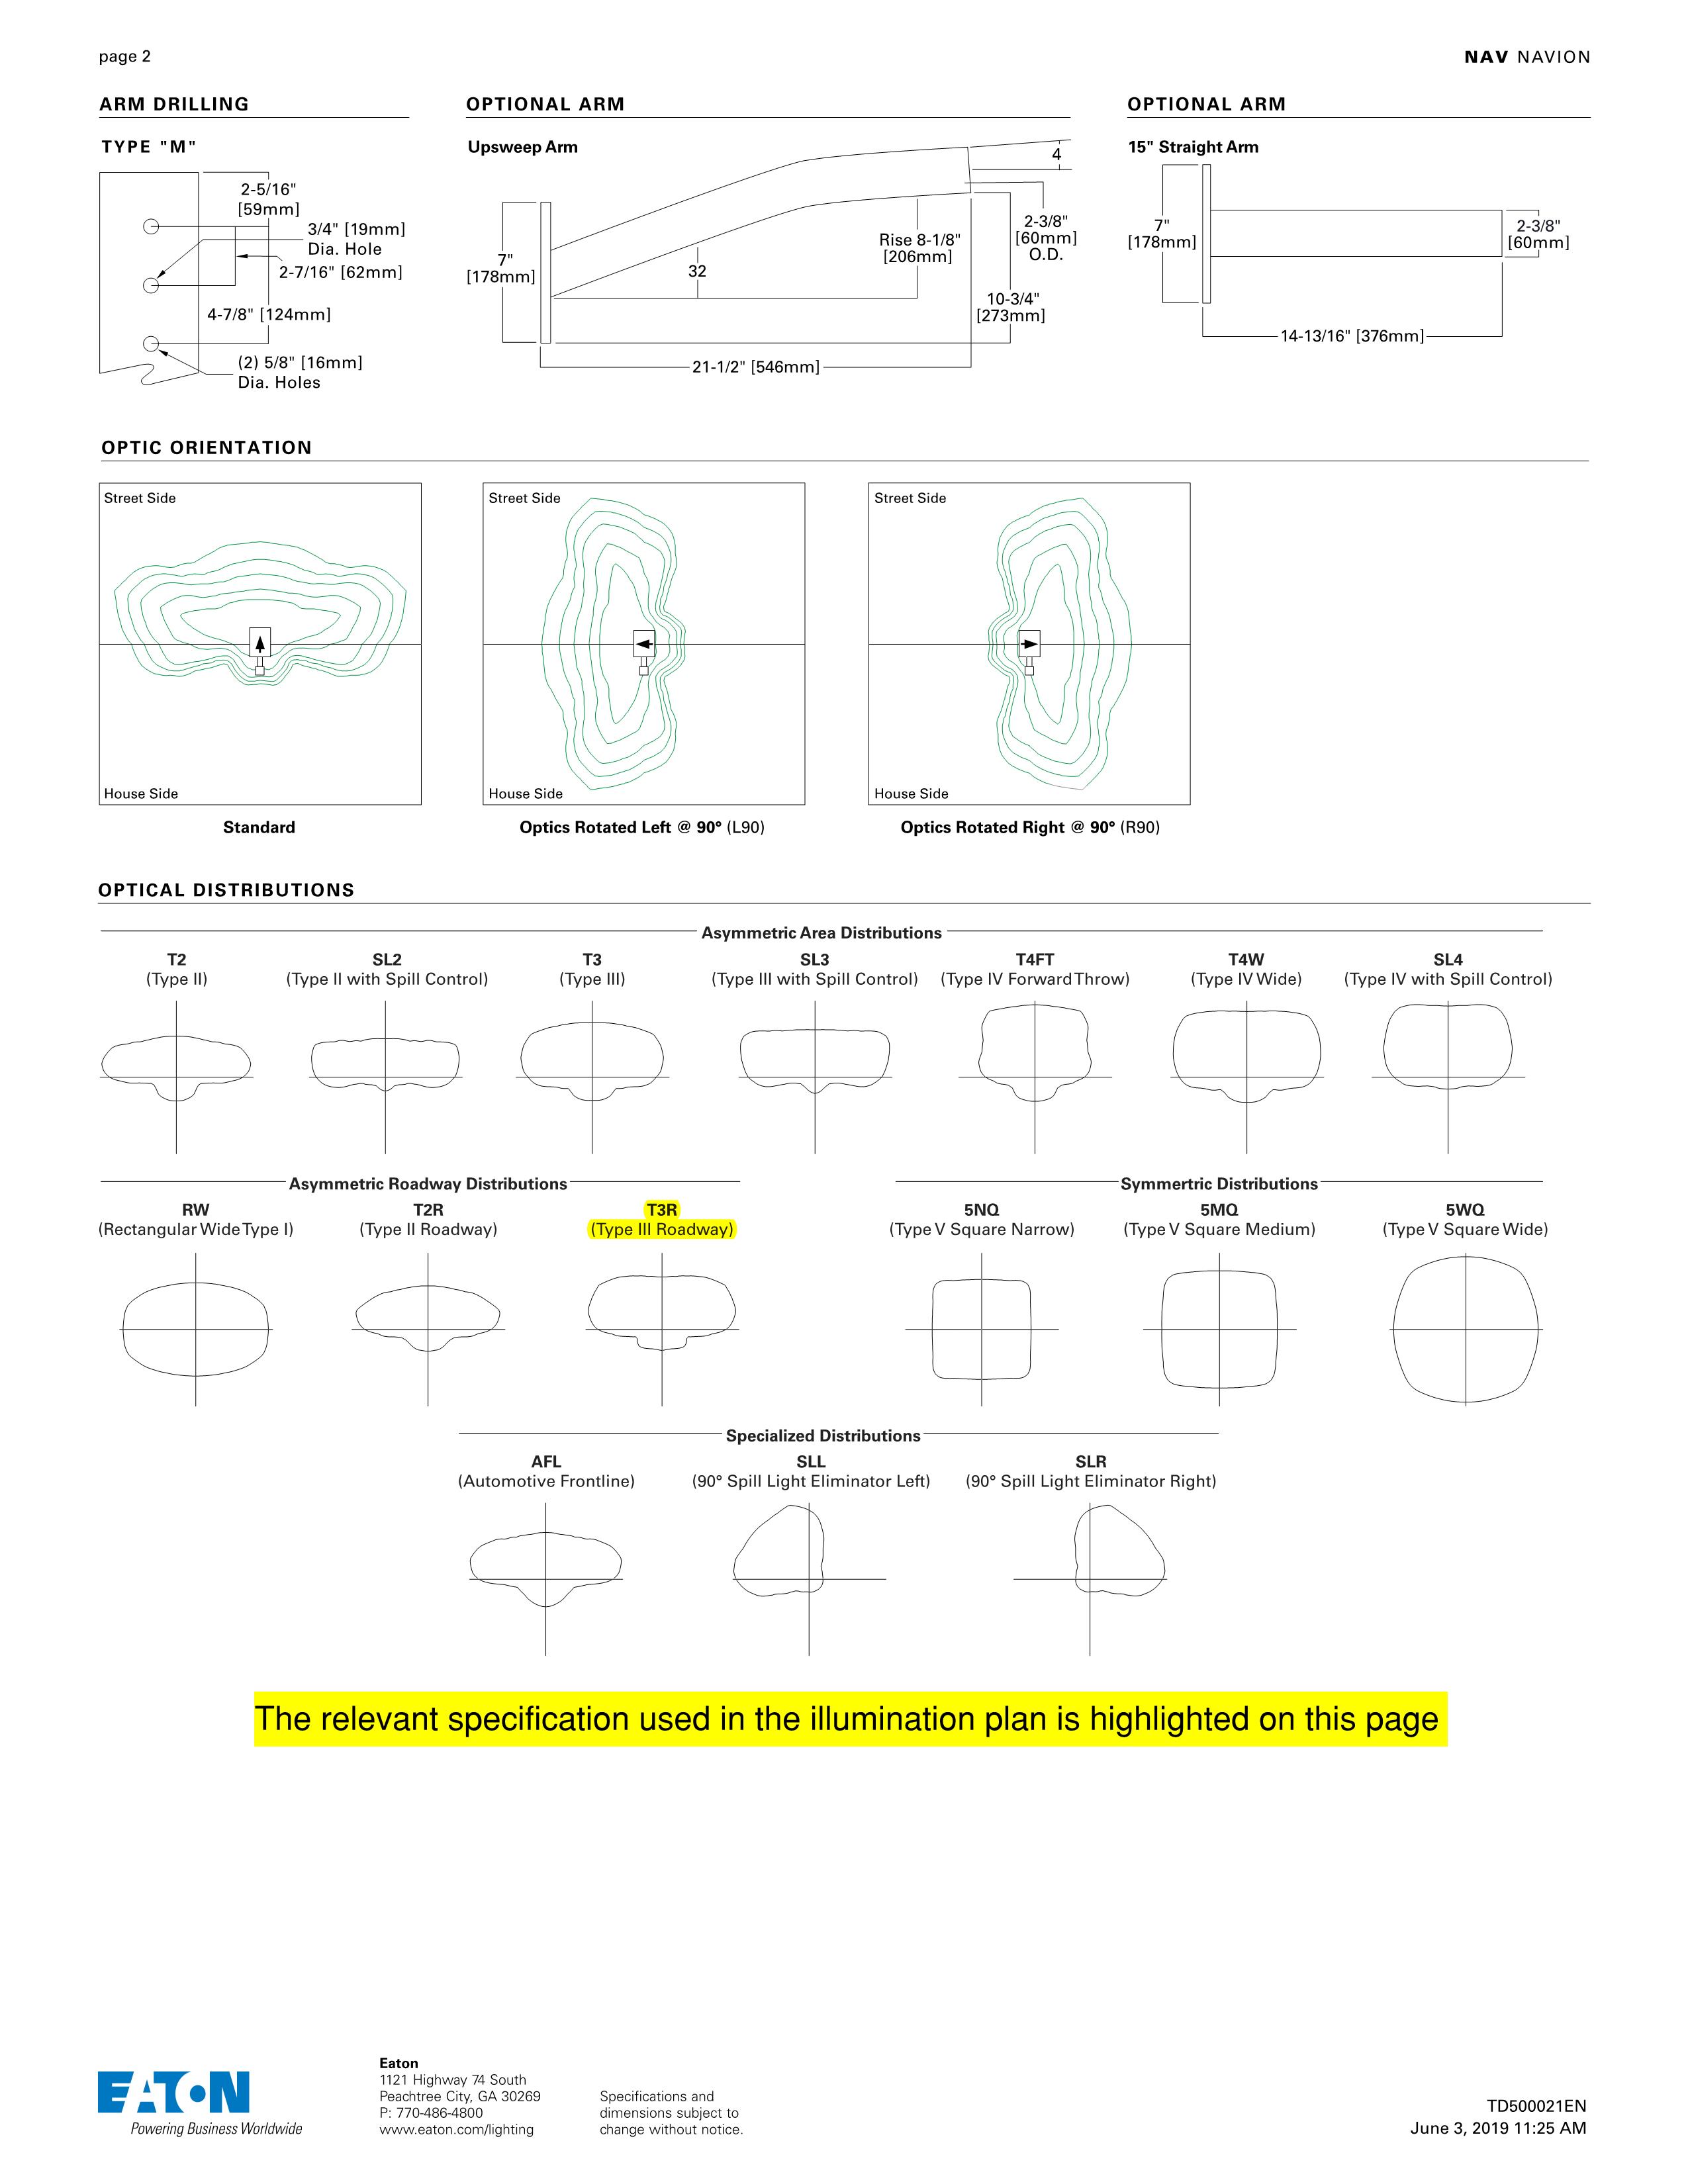 page 2
NAV NAVION
ARM DRILLING
TYPE "M"
2-5/16"
[59mm]
3/4" [19mm]
Dia. Hole
2-7/16" [62mm]
4-7/8" [124mm]
(2) 5/8" [16mm]
Dia. Holes
OPTIONAL ARM
Upsweep Arm
4
7"
[178mm]
32
Rise 8-1/8"
[206mm]
2-3/8"
[60mm]
O.D.
10-3/4"
[273mm]
21-1/2" [546mm]
OPTIONAL ARM
15" Straight Arm
7"
[178mm]
2-3/8"
[60mm]
14-13/16" [376mm]
OPTIC ORIENTATION
Street Side
House Side
Standard
Street Side
House Side
Optics Rotated Left @ 90° (L90)
Street Side
House Side
Optics Rotated Right @ 90° (R90)
OPTICAL DISTRIBUTIONS
Asymmetric Area Distributions
T2
(Type II)
SL2
(Type II with Spill Control)
T3
(Type III)
SL3
(Type III with Spill Control)
T4FT
(Type IV Forward Throw)
T4W
(Type IV Wide)
SL4
(Type IV with Spill Control)
Asymmetric Roadway Distributions
RW
(Rectangular Wide Type I)
T2R
(Type II Roadway)
T3R
(Type III Roadway)
Symmertric Distributions
5NQ
(Type V Square Narrow)
5MQ
(Type V Square Medium)
5WQ
(Type V Square Wide)
Specialized Distributions
AFL
(Automotive Frontline)
SLL
(90° Spill Light Eliminator Left)
SLR
(90° Spill Light Eliminator Right)
The relevant specification used in the illumination plan is highlighted on this page
EATON
Powering Business Worldwide
Eaton
1121 Highway 74 South
Peachtree City, GA 30269
P: 770-486-4800
www.eaton.com/lighting
Specifications and
dimensions subject to
change without notice.
TD500021EN
June 3, 2019 11:25 AM